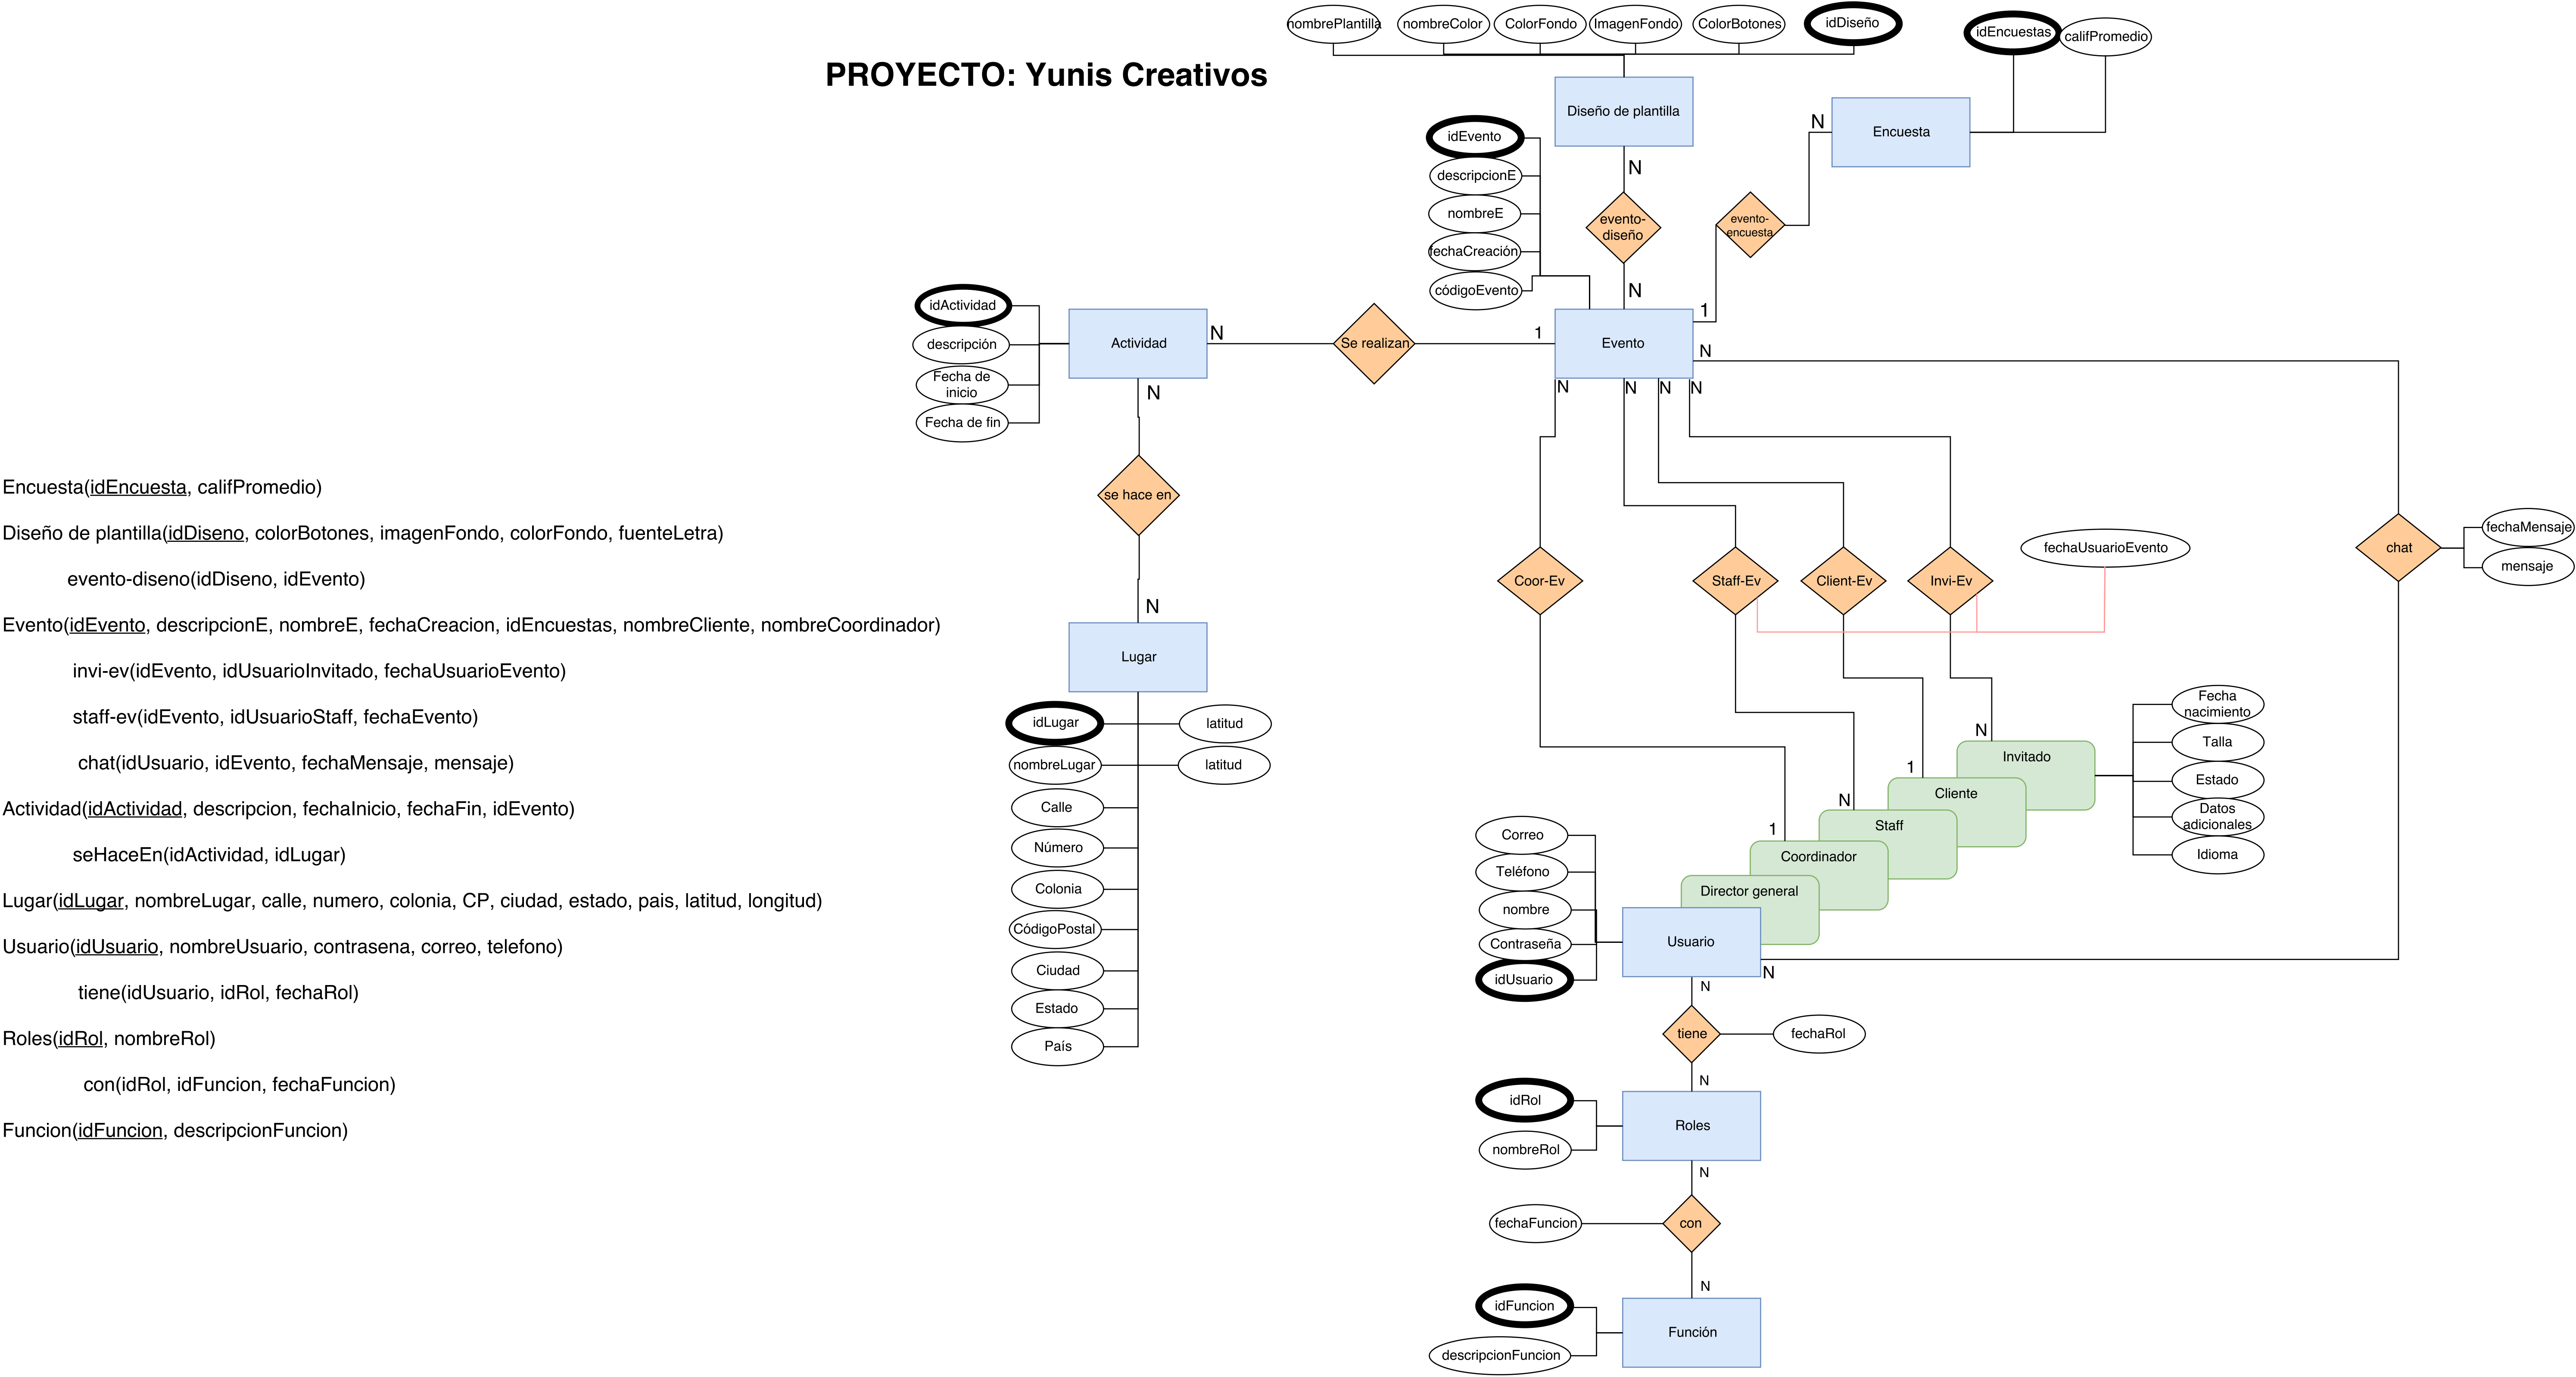 nombrePlantilla
nombreColor
ColorFondo
ImagenFondo
ColorBotones
idDiseño
idEncuestas
califPromedio
PROYECTO: Yunis Creativos
Diseño de plantilla
Encuesta
N
N
idEvento
descripcionE
nombreE
fechaCreación
códigoEvento
evento-
diseño
evento-
encuesta
N
1
idActividad
descripción
Fecha de
inicio
Fecha de fin
Actividad
N
Se realizan
1
Evento
N
N
N
N
N
N
se hace en
N
Lugar
Encuesta(idEncuesta, califPromedio)
Diseño de plantilla(idDiseno, colorBotones, imagenFondo, colorFondo, fuenteLetra)
evento-diseno(idDiseno, idEvento)
Evento(idEvento, descripcionE, nombreE, fechaCreacion, idEncuestas, nombreCliente, nombreCoordinador)
invi-ev(idEvento, idUsuarioInvitado, fechaUsuarioEvento)
staff-ev(idEvento, idUsuarioStaff, fechaEvento)
chat(idUsuario, idEvento, fechaMensaje, mensaje)
Actividad(idActividad, descripcion, fechaInicio, fechaFin, idEvento)
seHaceEn(idActividad, idLugar)
Lugar(idLugar, nombreLugar, calle, numero, colonia, CP, ciudad, estado, pais, latitud, longitud)
Usuario(idUsuario, nombreUsuario, contrasena, correo, telefono)
tiene(idUsuario, idRol, fechaRol)
Roles(idRol, nombreRol)
con(idRol, idFuncion, fechaFuncion)
Funcion(idFuncion, descripcionFuncion)
idLugar
latitud
nombreLugar
latitud
Calle
Número
Colonia
CódigoPostal
Ciudad
Estado
País
Coor-Ev
Staff-Ev
Client-Ev
Invi-Ev
fechaUsuarioEvento
chat
fechaMensaje
mensaje
N
Invitado
1
Cliente
N
Staff
1
Coordinador
Director general
Usuario
N
Fecha
nacimiento
Talla
Estado
Datos
adicionales
Idioma
Correo
Teléfono
nombre
Contraseña
idUsuario
N
tiene
fechaRol
N
idRol
nombreRol
Roles
N
fechaFuncion
con
N
idFuncion
descripcionFuncion
Función